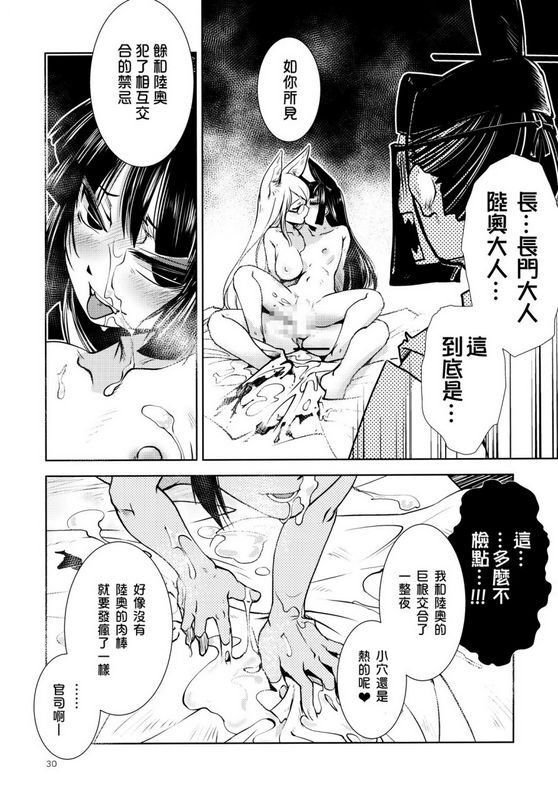 長…長門大人
陸奧大人…
這
到底是…
如你所見
餘和陸奧
犯了相互交
合的禁忌
這…
…多麼不
檢點…!!!
我和陸奧的
巨根交合了
一整夜
小穴還是
熱的呢♥
好像沒有
陸奧的肉棒
就要發瘋了一樣
……
官司啊ー
30